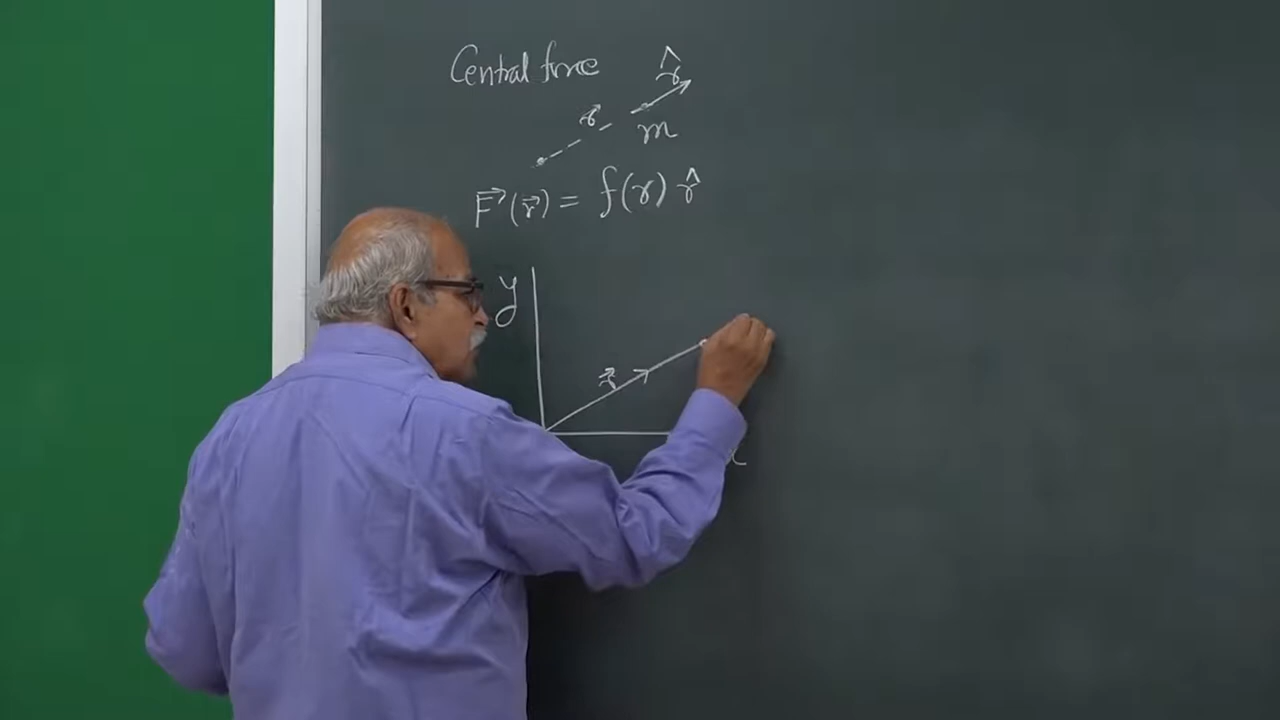 Central force
r̂
r⃗
m
F⃗(r⃗) = f(r) r̂
y
r⃗
x